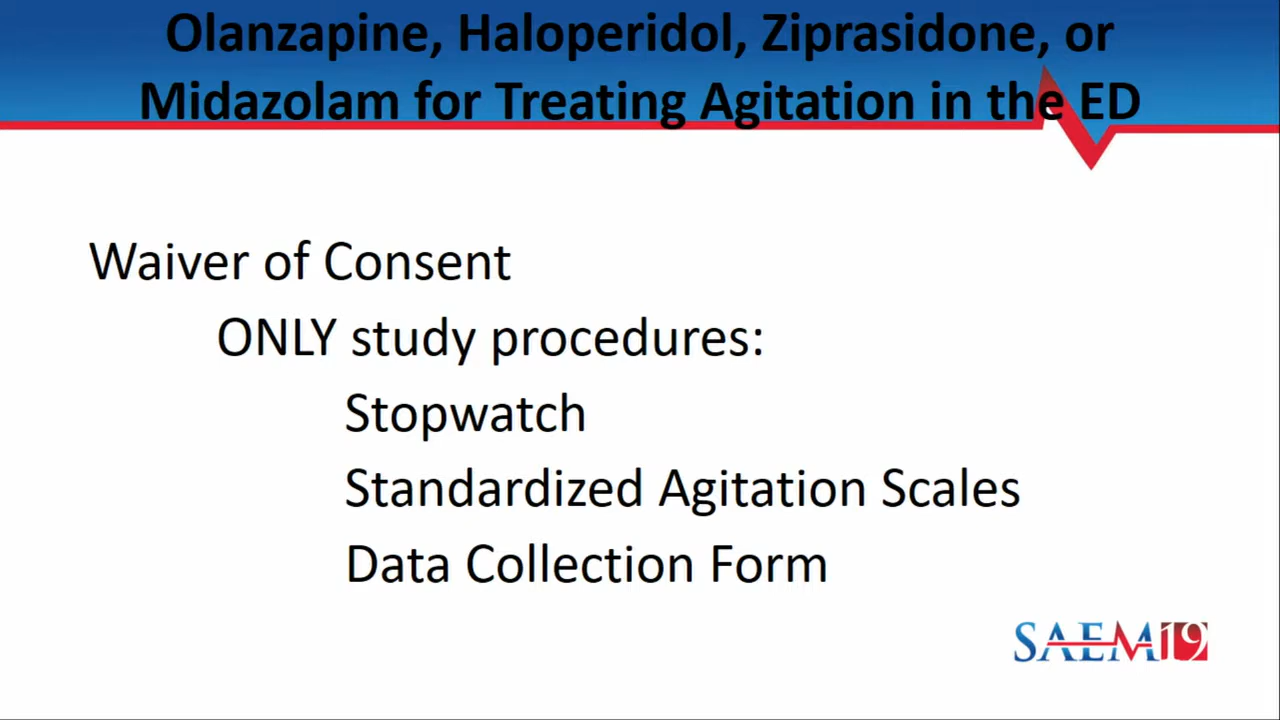 Olanzapine, Haloperidol, Ziprasidone, or
Midazolam for Treating Agitation in the ED
Waiver of Consent
ONLY study procedures:
Stopwatch
Standardized Agitation Scales
Data Collection Form
SAEM19